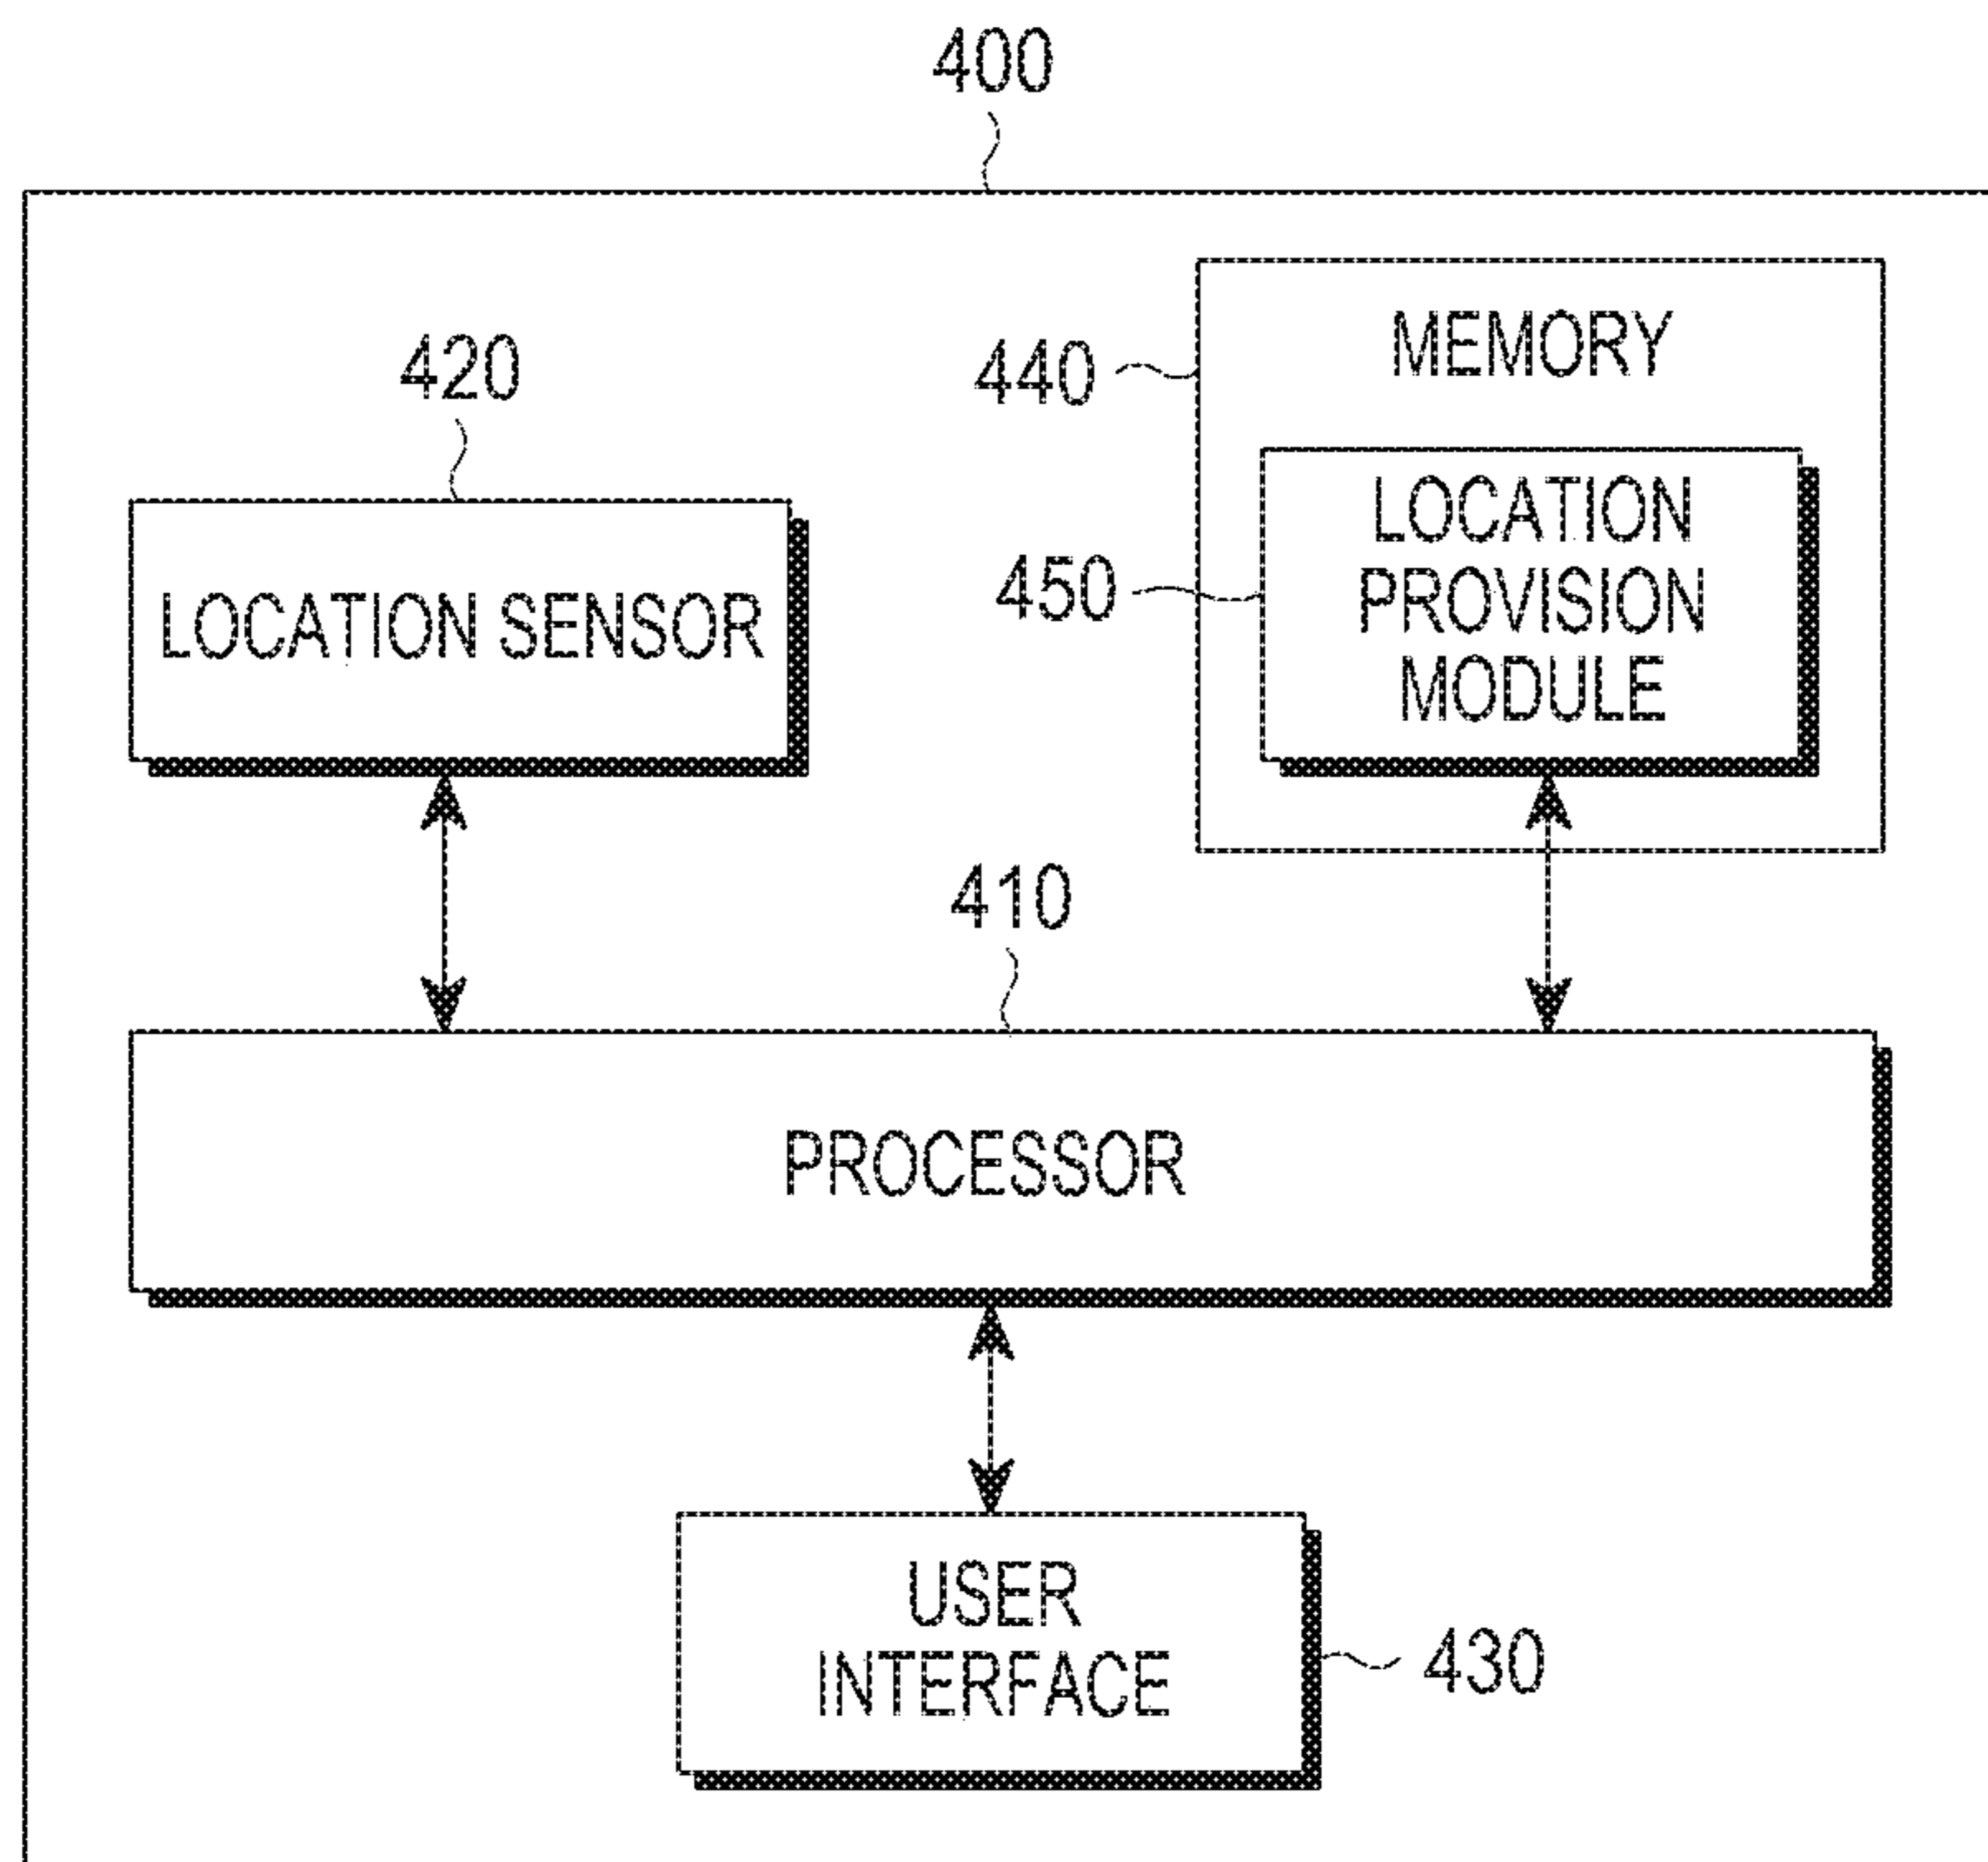 400
420
LOCATION SENSOR
440
MEMORY
450
LOCATION
PROVISION
MODULE
410
PROCESSOR
USER
INTERFACE
430